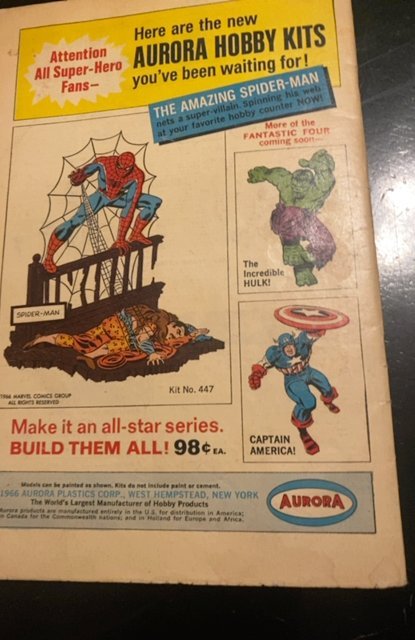 Attention
All Super-Hero
Fans—
Here are the new
AURORA HOBBY KITS
you've been waiting for!
THE AMAZING SPIDER-MAN
nets a super-villain. Spinning his web
at your favorite hobby counter NOW!
More of the
FANTASTIC FOUR
coming soon—
The
Incredible
HULK!
SPIDER-MAN
Kit No. 447
1966 MARVEL COMICS GROUP
ALL RIGHTS RESERVED
CAPTAIN
AMERICA!
Make it an all-star series.
BUILD THEM ALL! 98¢ EA.
Models can be painted as shown. Kits do not include paint or cement.
1966 AURORA PLASTICS CORP., WEST HEMPSTEAD, NEW YORK
The World's Largest Manufacturer of Hobby Products
Aurora products are manufactured entirely in the U.S. for distribution in America;
in Canada for the Commonwealth nations; and in Holland for Europe and Africa.
AURORA